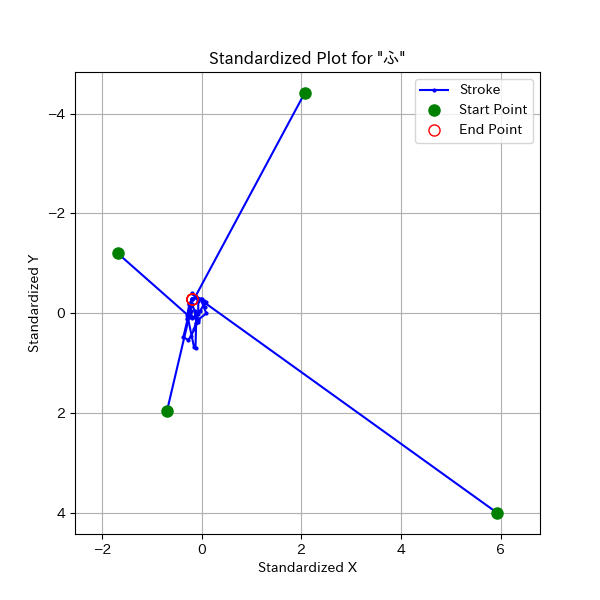 Standardized Plot for "ふ"
Stroke
Start Point
End Point
−4
−2
0
2
4
Standardized Y
−2 0 2 4 6
Standardized X